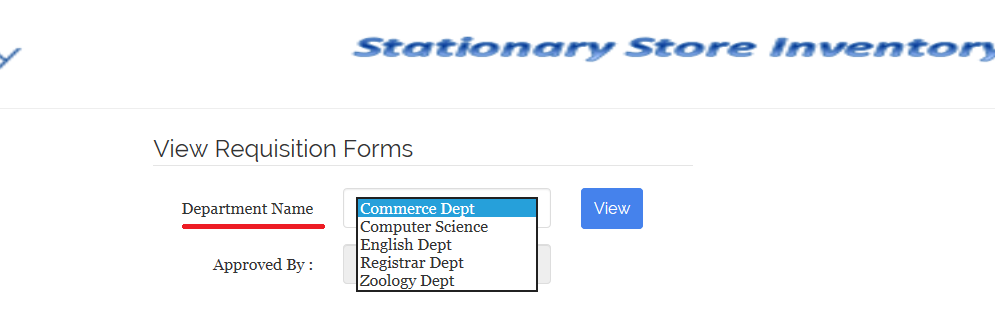 Stationary Store Inventory
View Requisition Forms
Department Name
Commerce Dept
View
Computer Science
English Dept
Approved By :
Registrar Dept
Zoology Dept